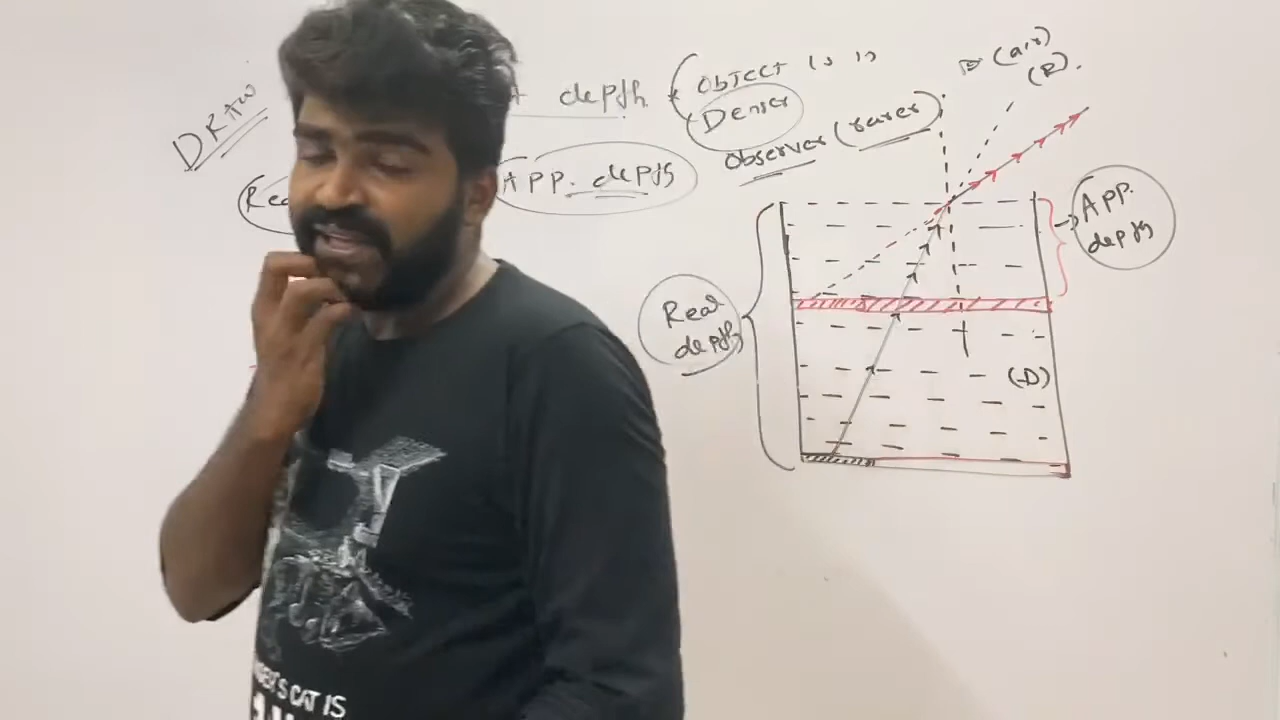 DRAW
depth
OBJECT is in
Denser
Observer (rarer)
APP. depth
(air)
(R).
APP.
depth
Real
depth
(D)
CAT IS